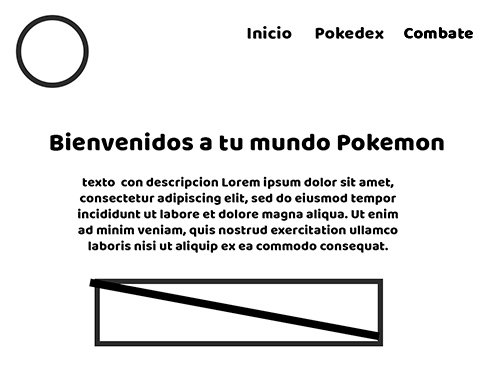 Inicio Pokedex Combate
Bienvenidos a tu mundo Pokemon
texto con descripcion Lorem ipsum dolor sit amet,
consectetur adipiscing elit, sed do eiusmod tempor
incididunt ut labore et dolore magna aliqua. Ut enim
ad minim veniam, quis nostrud exercitation ullamco
laboris nisi ut aliquip ex ea commodo consequat.